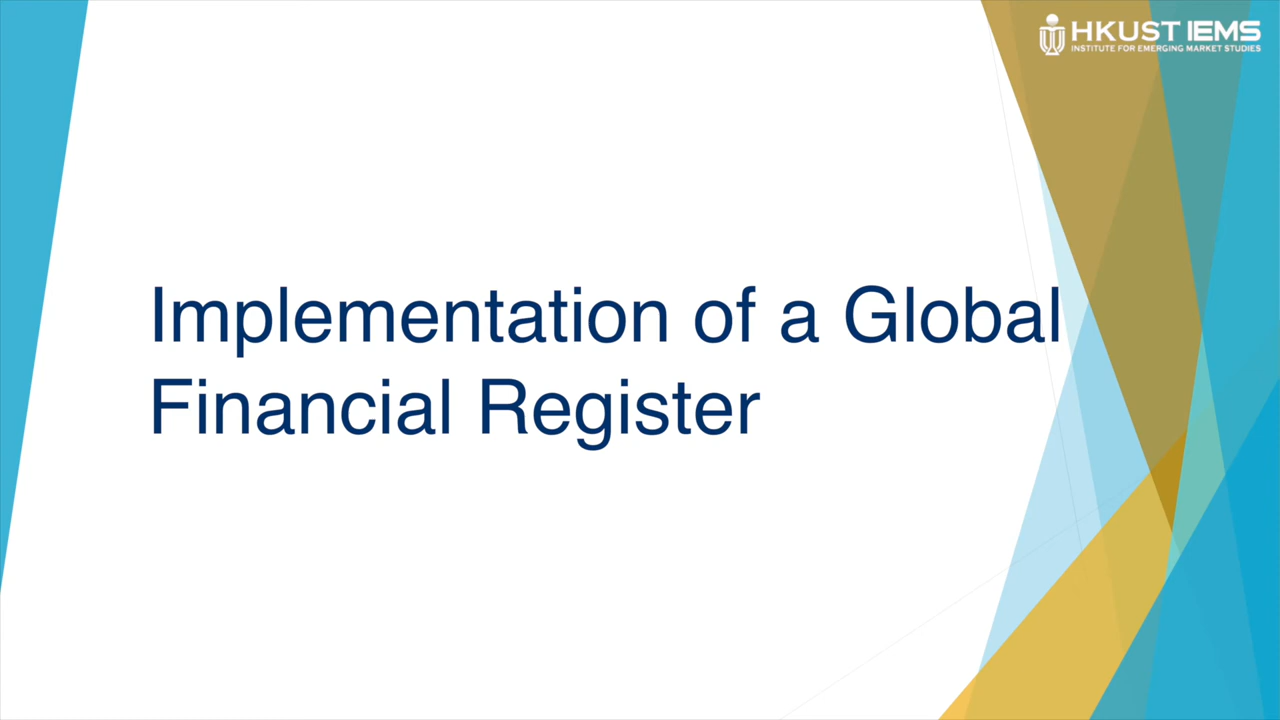 HKUST IEMS
INSTITUTE FOR EMERGING MARKET STUDIES
Implementation of a Global
Financial Register